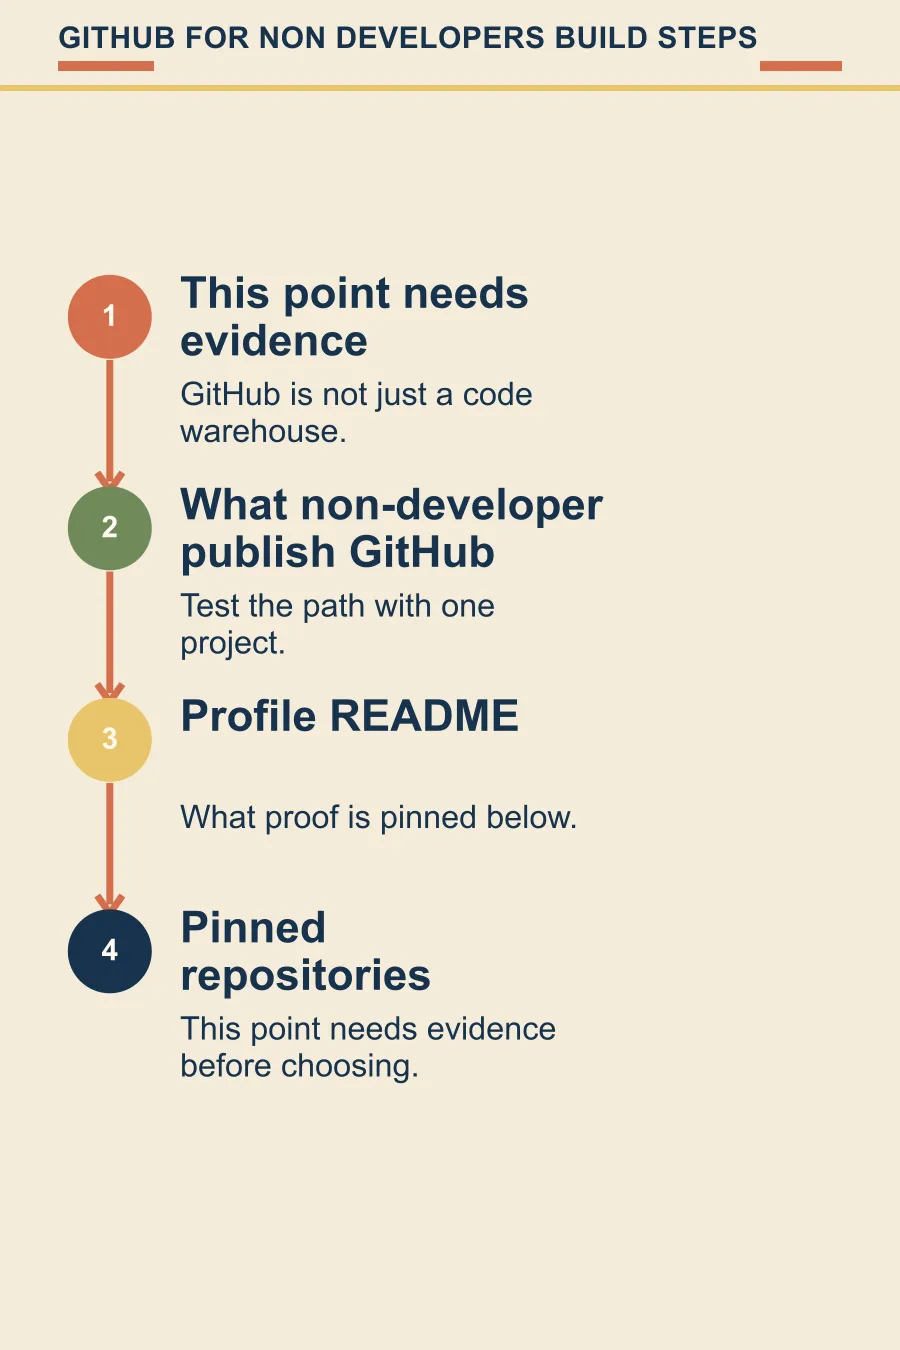 GITHUB FOR NON DEVELOPERS BUILD STEPS
1
This point needs
evidence
GitHub is not just a code
warehouse.
2
What non-developer
publish GitHub
Test the path with one
project.
3
Profile README
What proof is pinned below.
4
Pinned
repositories
This point needs evidence
before choosing.